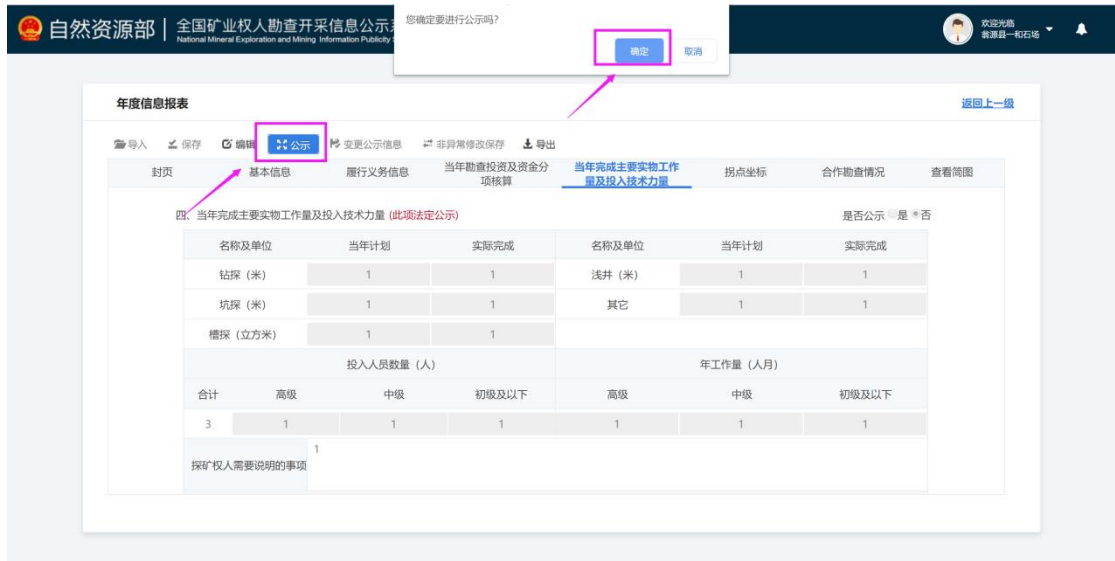 您确定要进行公示吗?
确定 取消
自然资源部 全国矿业权人勘查开采信息公示
National Mineral Exploration and Mining Information Publicity
欢迎光临
翁源县一和石场
年度信息报表 返回上一级
导入 保存 编辑 公示 变更公示信息 非异常修改保存 导出
封页 基本信息 履行义务信息 当年勘查投资及资金分项核算 当年完成主要实物工作量及投入技术力量 拐点坐标 合作勘查情况 查看简图
四、当年完成主要实物工作量及投入技术力量 (此项法定公示) 是否公示 是 否
名称及单位 当年计划 实际完成 名称及单位 当年计划 实际完成
钻探（米） 1 1 浅井（米） 1 1
坑探（米） 1 1 其它 1 1
槽探（立方米） 1 1
投入人员数量（人） 年工作量（人月）
合计 高级 中级 初级及以下 高级 中级 初级及以下
3 1 1 1 1 1 1
探矿权人需要说明的事项 1